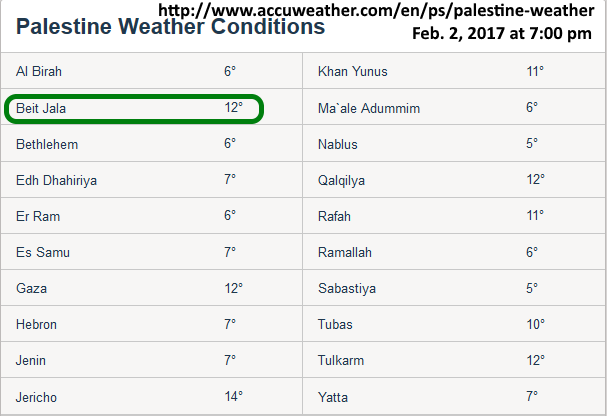 http://www.accuweather.com/en/ps/palestine-weather
Palestine Weather Conditions
Feb. 2, 2017 at 7:00 pm
Al Birah 6° Khan Yunus 11°
Beit Jala 12° Ma`ale Adummim 6°
Bethlehem 6° Nablus 5°
Edh Dhahiriya 7° Qalqilya 12°
Er Ram 6° Rafah 11°
Es Samu 7° Ramallah 6°
Gaza 12° Sabastiya 5°
Hebron 7° Tubas 10°
Jenin 7° Tulkarm 12°
Jericho 14° Yatta 7°